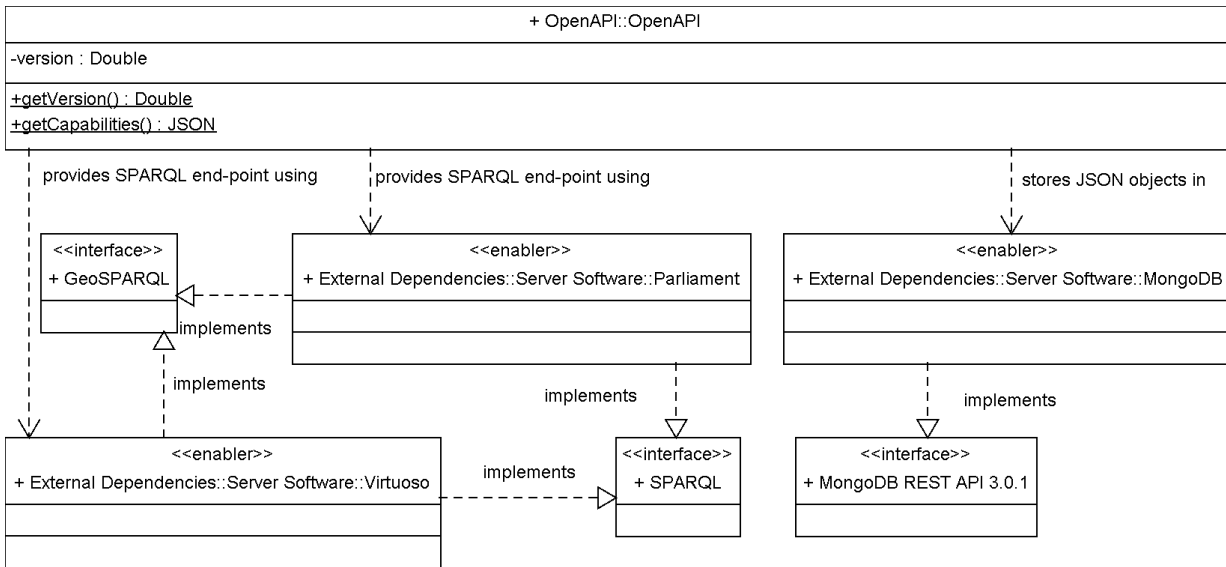 + OpenAPI::OpenAPI
-version : Double
+getVersion() : Double
+getCapabilities() : JSON
provides SPARQL end-point using
provides SPARQL end-point using
stores JSON objects in
<<interface>>
+ GeoSPARQL
<<enabler>>
+ External Dependencies::Server Software::Parliament
<<enabler>>
+ External Dependencies::Server Software::MongoDB
implements
implements
implements
implements
<<enabler>>
+ External Dependencies::Server Software::Virtuoso
implements
<<interface>>
+ SPARQL
<<interface>>
+ MongoDB REST API 3.0.1